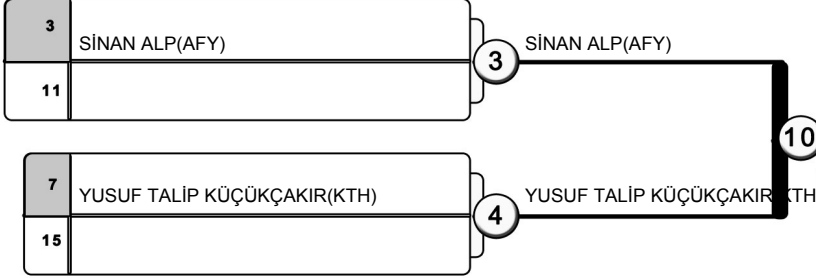 3
SİNAN ALP(AFY)
3
SİNAN ALP(AFY)
11
10
7
YUSUF TALİP KÜÇÜKÇAKIR(KTH)
4
YUSUF TALİP KÜÇÜKÇAKIR(KTH
15